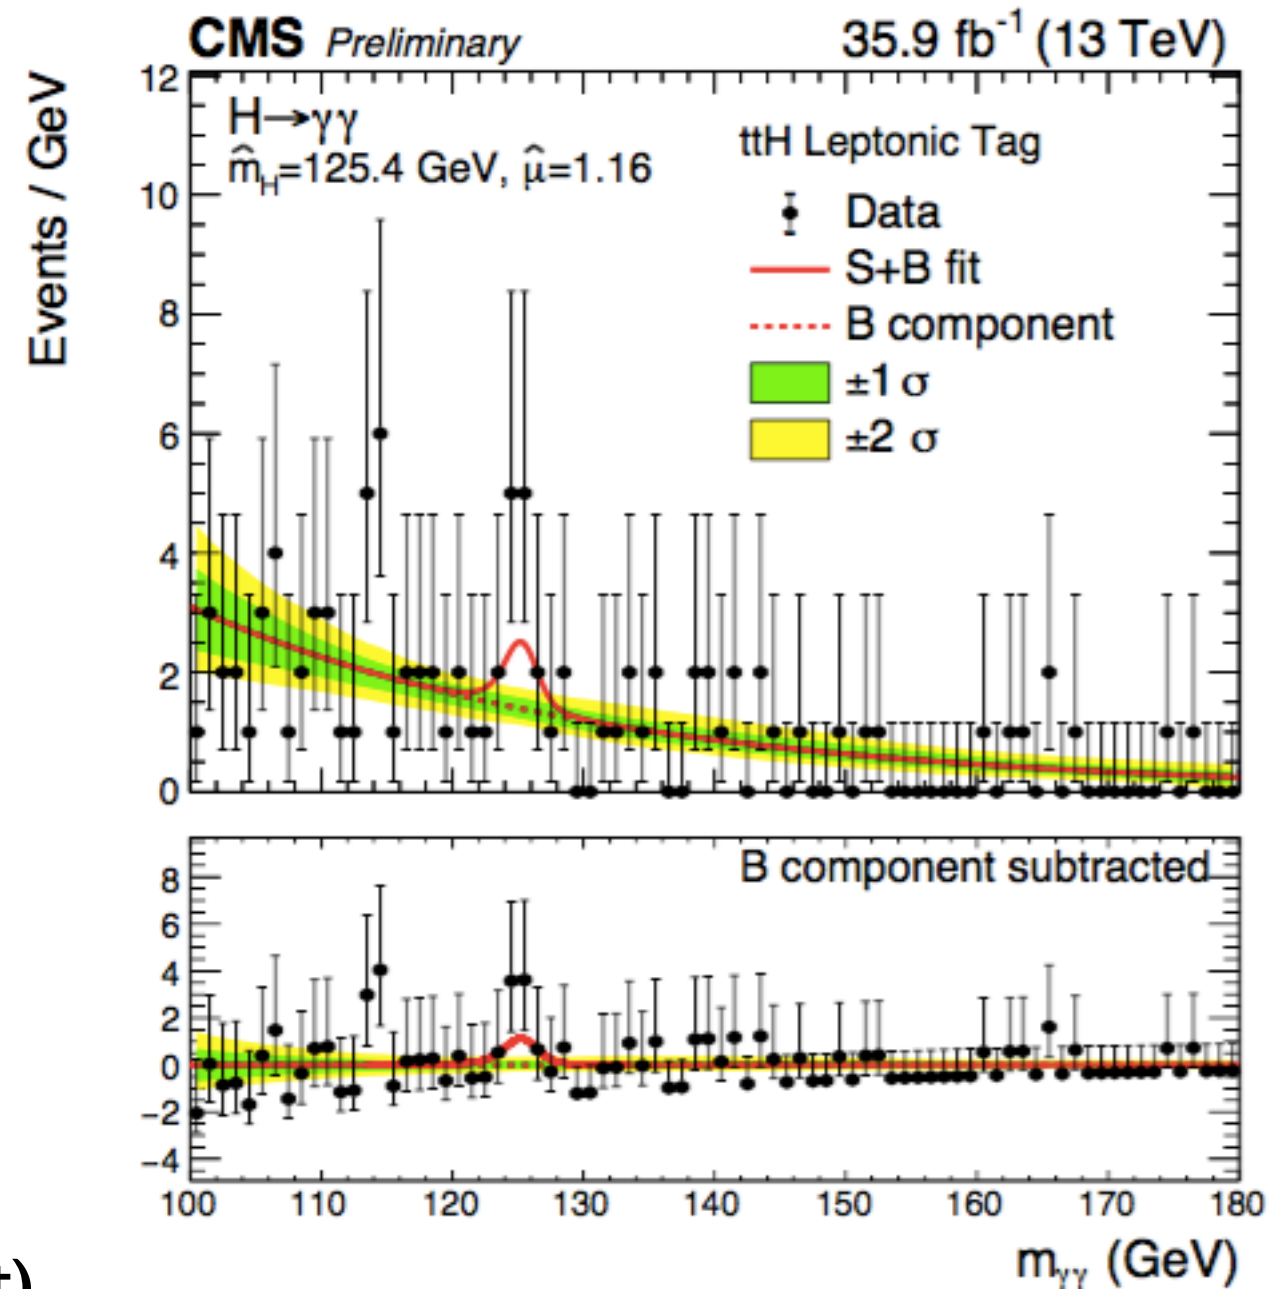 CMS Preliminary 35.9 fb⁻¹ (13 TeV)
Events / GeV
H→γγ
m̂_H=125.4 GeV, μ̂=1.16
ttH Leptonic Tag
Data
S+B fit
B component
±1 σ
±2 σ
12
10
8
6
4
2
0
B component subtracted
8
6
4
2
0
−2
−4
100 110 120 130 140 150 160 170 180
m_γγ (GeV)